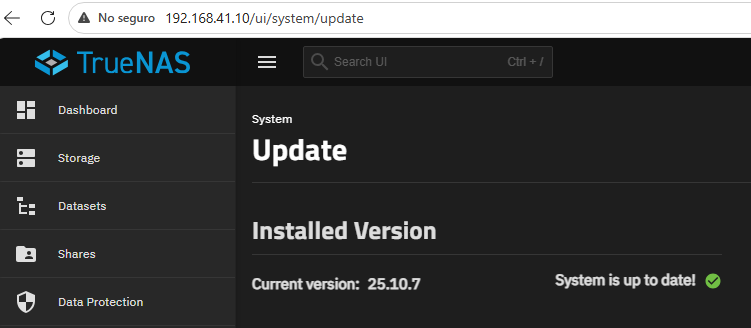 No seguro 192.168.41.10/ui/system/update
TrueNAS
Search UI Ctrl + /
Dashboard
Storage
Datasets
Shares
Data Protection
System
Update
Installed Version
Current version: 25.10.7 System is up to date!